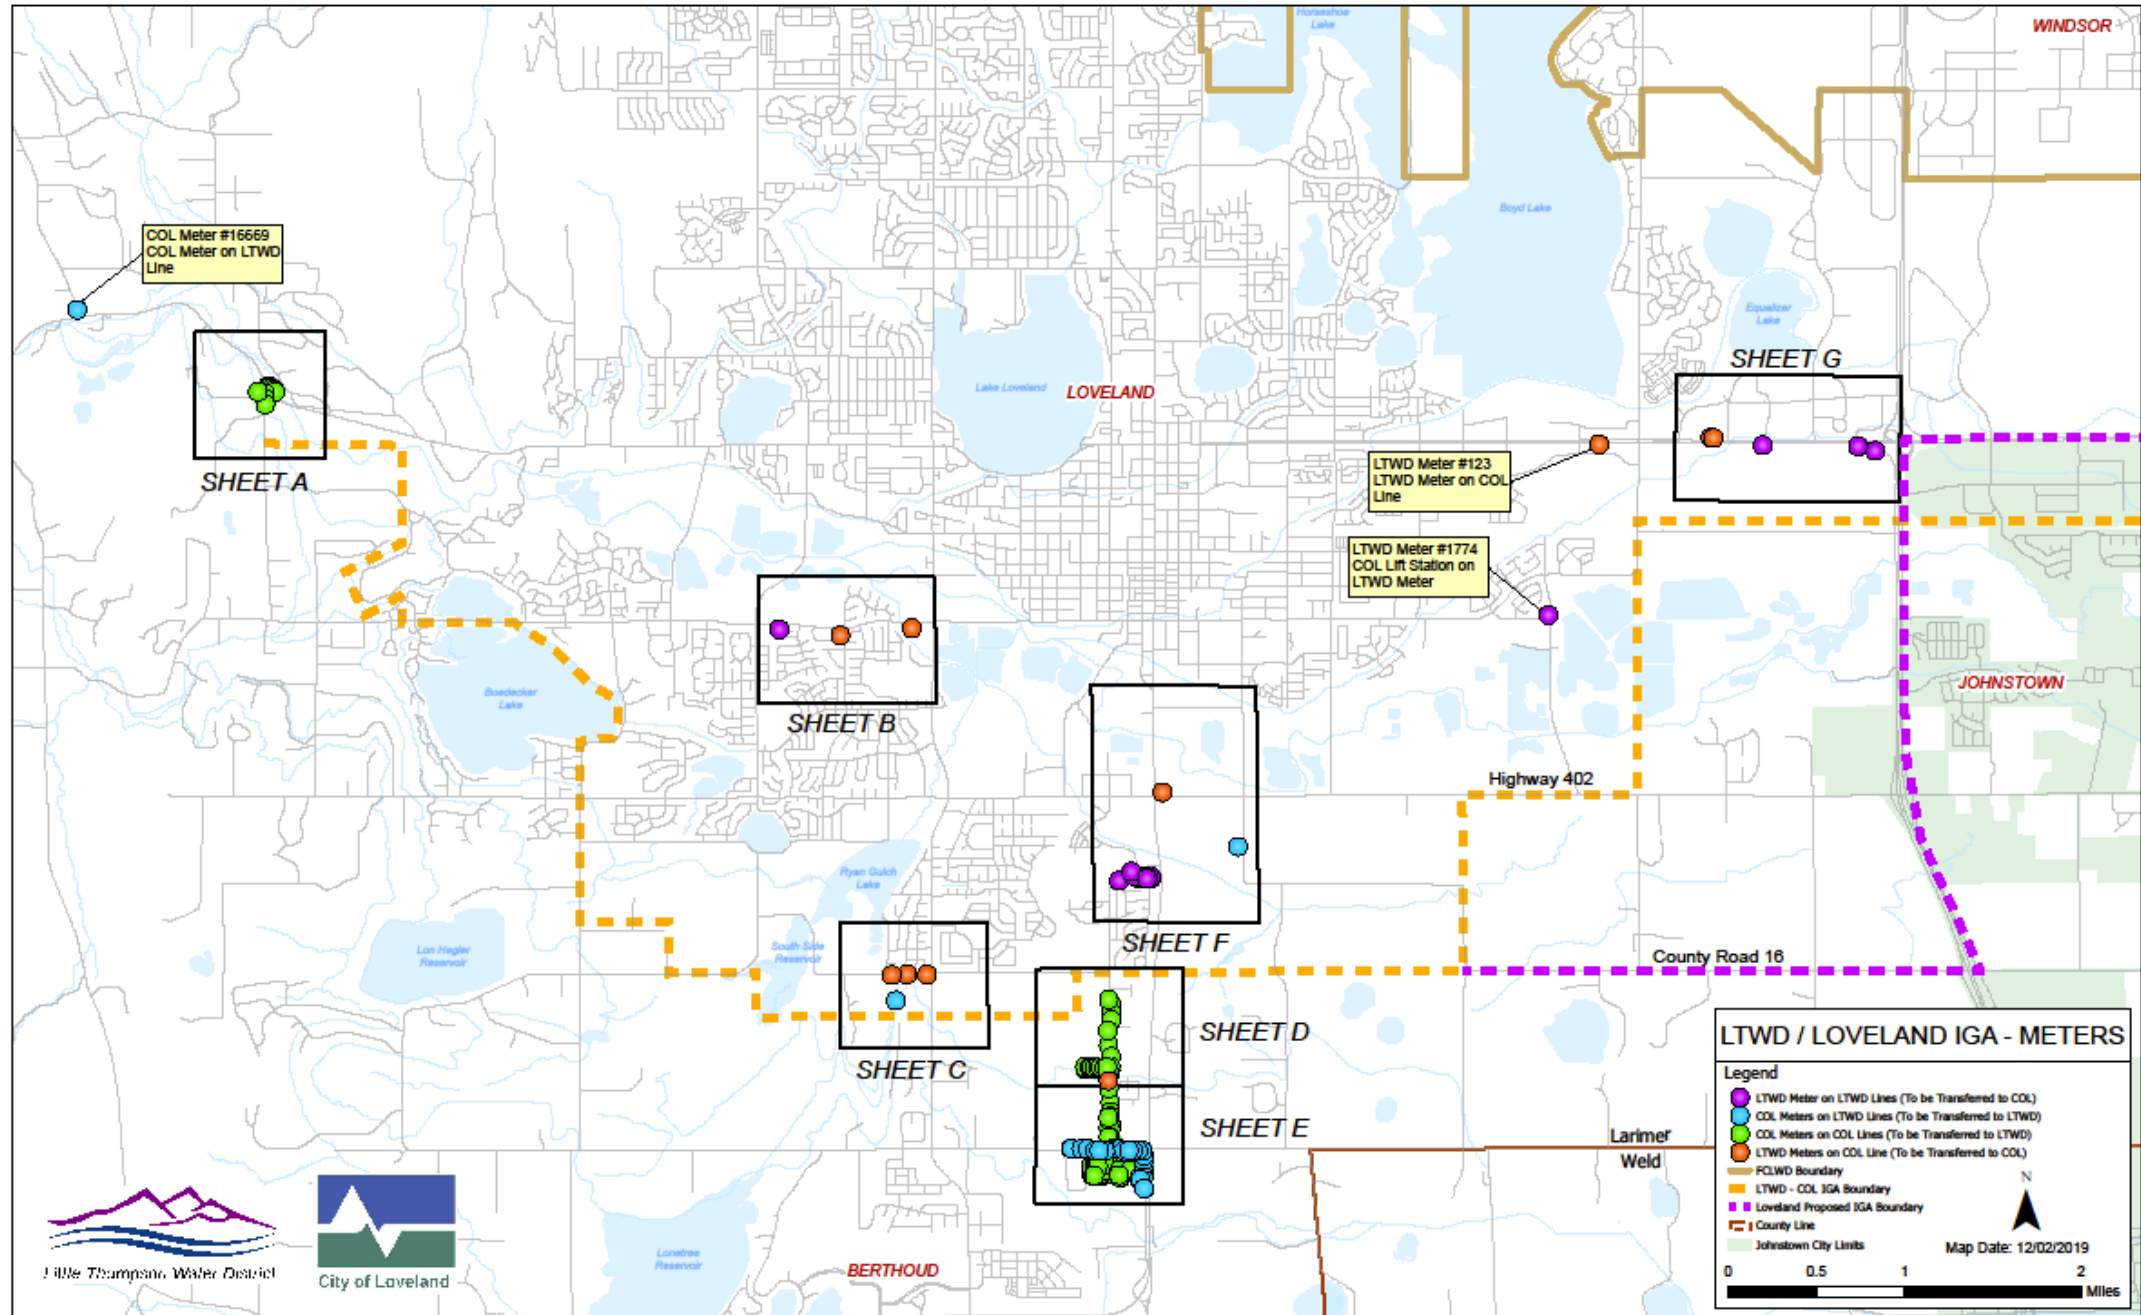 Horseshoe
Lake
WINDSOR
COL Meter #16669
COL Meter on LTWD
Line
Boyd Lake
Equalizer
Lake
SHEET G
Lake Loveland
LOVELAND
SHEET A
LTWD Meter #123
LTWD Meter on COL
Line
LTWD Meter #1774
COL Lift Station on
LTWD Meter
Boedecker
Lake
SHEET B
JOHNSTOWN
Highway 402
Ryan Gulch
Lake
Lon Hagler
Reservoir
South Side
Reservoir
SHEET F
County Road 16
SHEET C
SHEET D
SHEET E
Larimer
Weld
Lonetree
Reservoir
BERTHOUD
Little Thompson Water District
City of Loveland
LTWD / LOVELAND IGA - METERS
Legend
LTWD Meter on LTWD Lines (To be Transferred to COL)
COL Meters on LTWD Lines (To be Transferred to LTWD)
COL Meters on COL Lines (To be Transferred to LTWD)
LTWD Meters on COL Line (To be Transferred to COL)
FCLWD Boundary
LTWD - COL IGA Boundary
Loveland Proposed IGA Boundary
County Line
Johnstown City Limits
N
Map Date: 12/02/2019
0 0.5 1 2
Miles